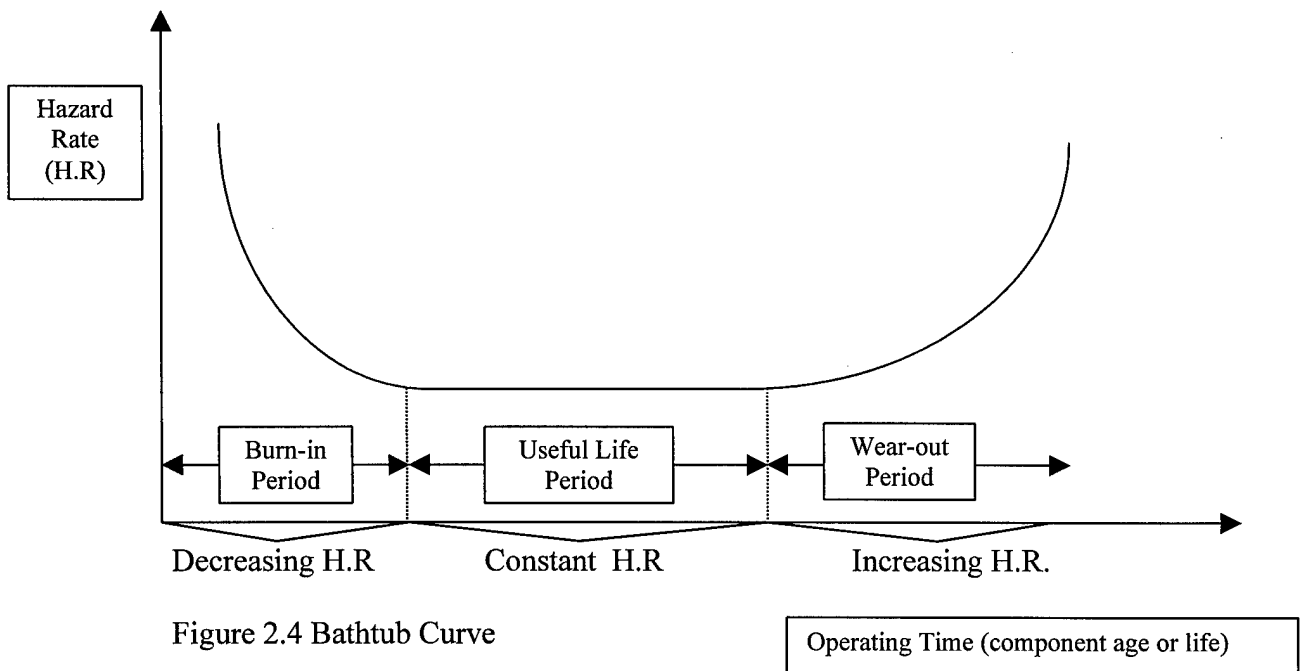 Hazard
Rate
(H.R)
Burn-in
Period
Useful Life
Period
Wear-out
Period
Decreasing H.R
Constant H.R
Increasing H.R.
Figure 2.4 Bathtub Curve
Operating Time (component age or life)